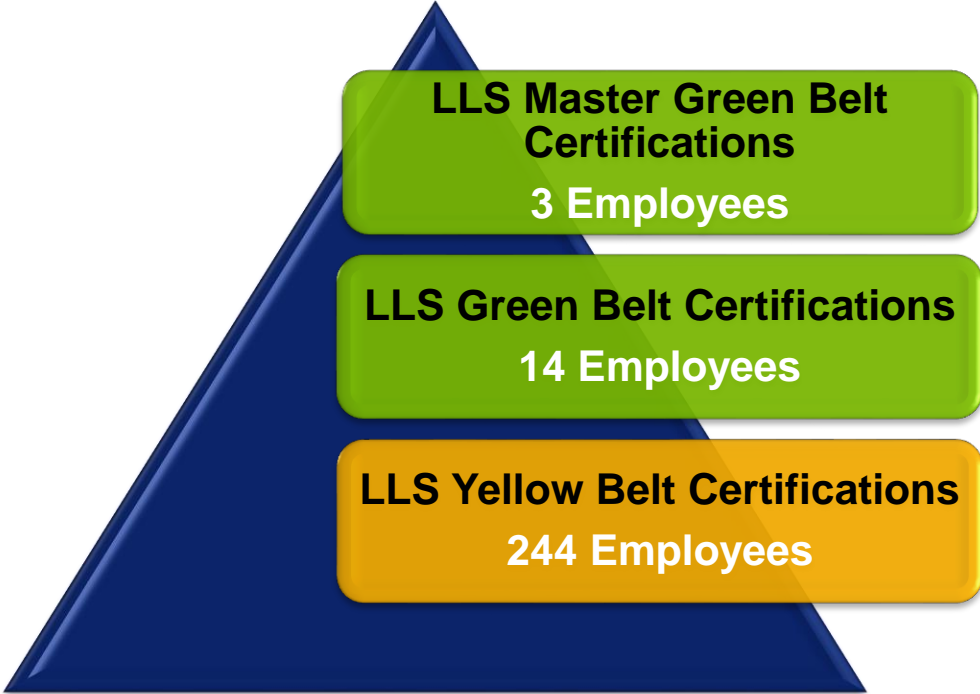 LLS Master Green Belt
Certifications
3 Employees
LLS Green Belt Certifications
14 Employees
LLS Yellow Belt Certifications
244 Employees